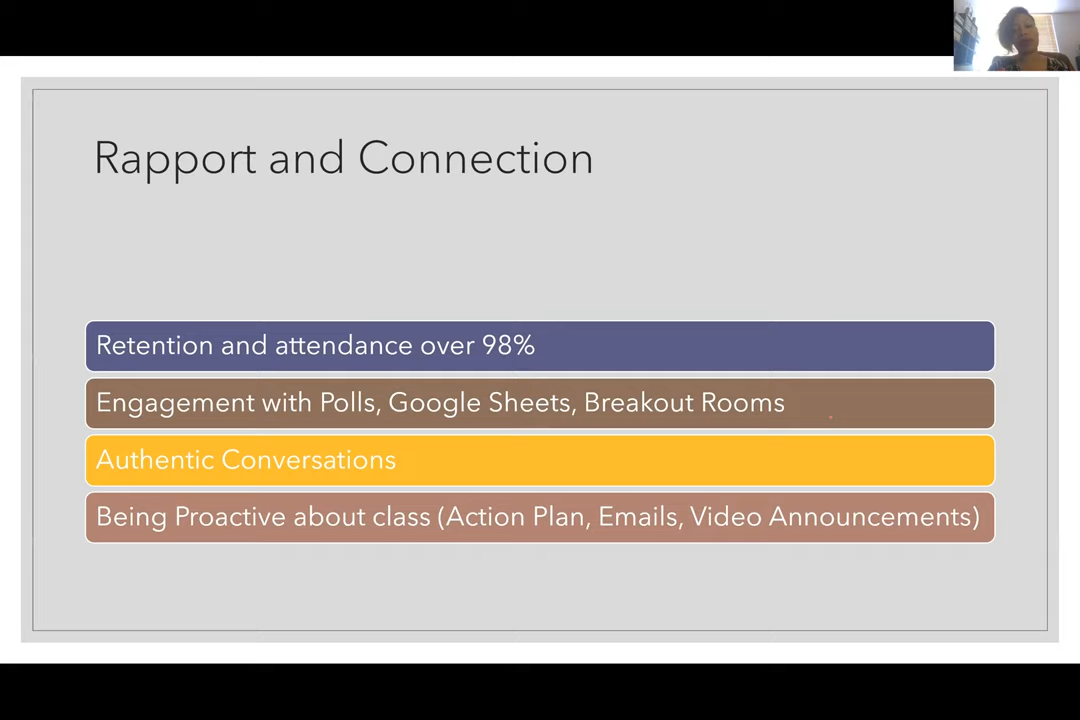 Rapport and Connection
Retention and attendance over 98%
Engagement with Polls, Google Sheets, Breakout Rooms
Authentic Conversations
Being Proactive about class (Action Plan, Emails, Video Announcements)